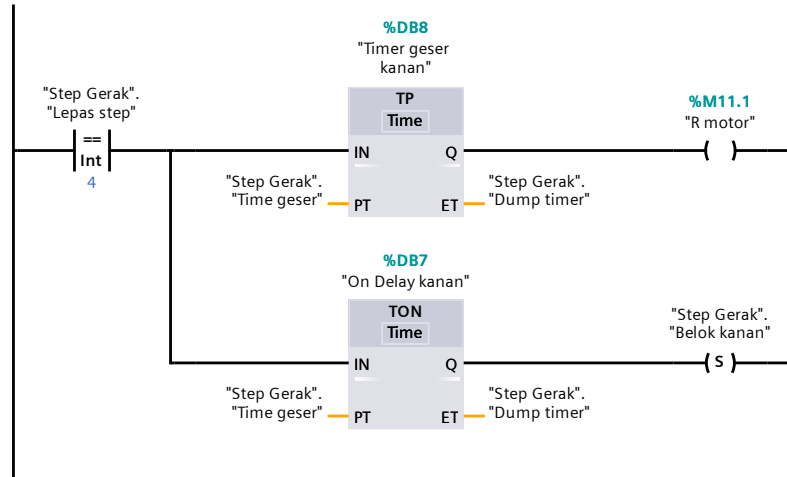 %DB8
"Timer geser
kanan"
"Step Gerak".
"Lepas step"
==
Int
4
TP
Time
IN
Q
"Step Gerak".
"Time geser"
PT
ET
"Step Gerak".
"Dump timer"
%M11.1
"R motor"
%DB7
"On Delay kanan"
TON
Time
IN
Q
"Step Gerak".
"Time geser"
PT
ET
"Step Gerak".
"Dump timer"
"Step Gerak".
"Belok kanan"
S